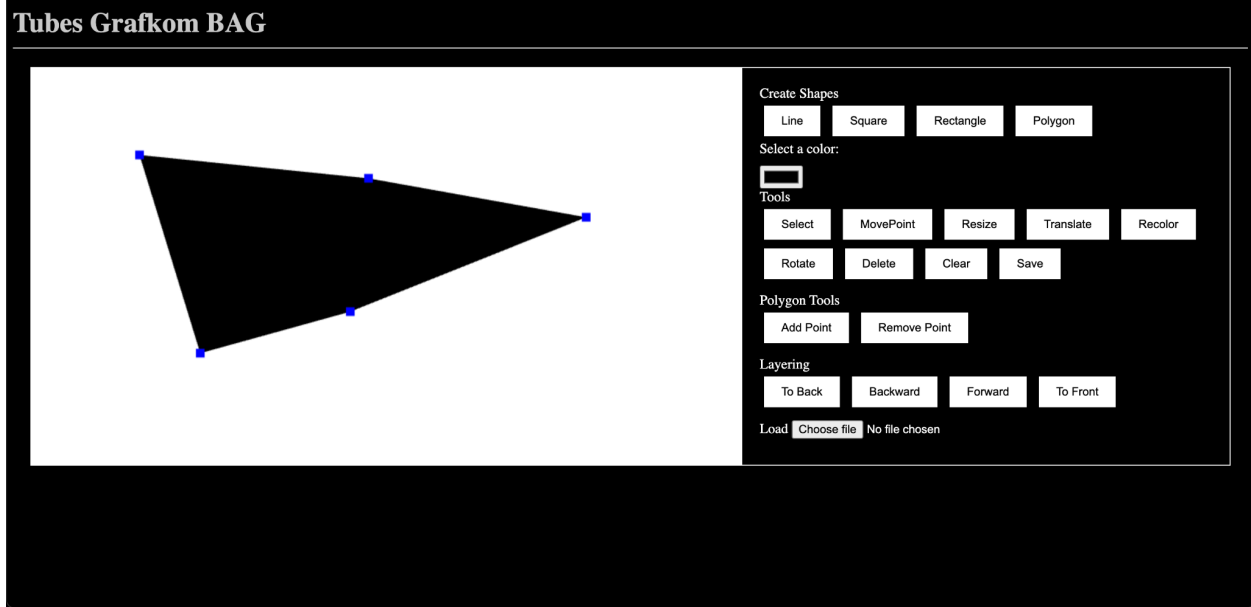 Tubes Grafkom BAG
Create Shapes
Line Square Rectangle Polygon
Select a color:
Tools
Select MovePoint Resize Translate Recolor
Rotate Delete Clear Save
Polygon Tools
Add Point Remove Point
Layering
To Back Backward Forward To Front
Load Choose file No file chosen